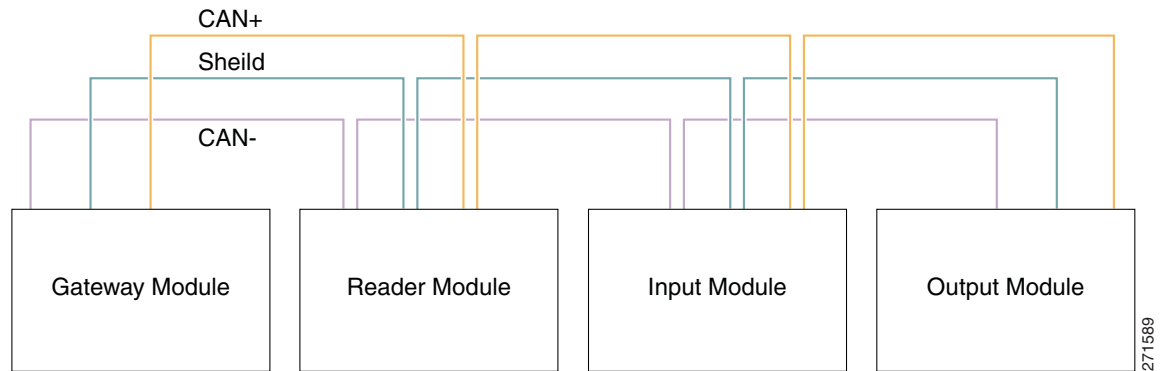 CAN+
Sheild
CAN-
Gateway Module
Reader Module
Input Module
Output Module
271589